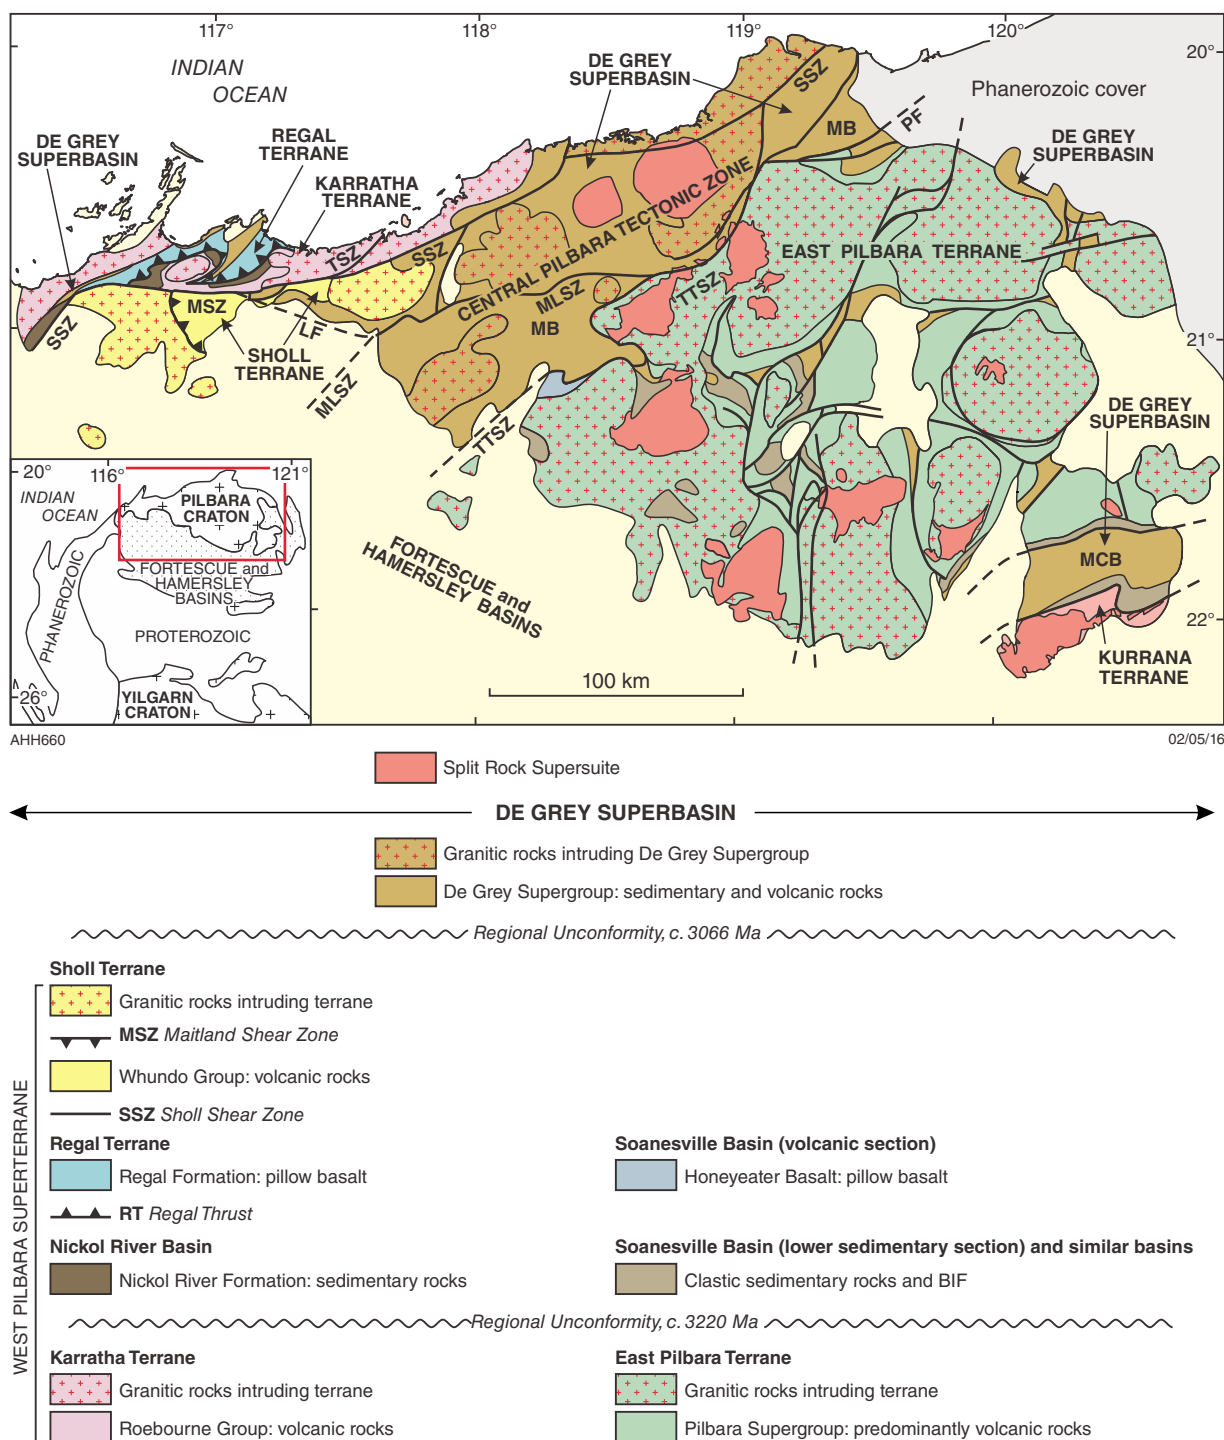 117°
118°
119°
120°
20°
INDIAN
OCEAN
DE GREY
SUPERBASIN
SSZ
Phanerozoic cover
MB
PF
DE GREY
SUPERBASIN
REGAL
TERRANE
DE GREY
SUPERBASIN
KARRATHA
TERRANE
TSZ
SSZ
CENTRAL PILBARA TECTONIC ZONE
EAST PILBARA TERRANE
MSZ
SSZ
LF
MLSZ
TTSZ
MB
21°
SHOLL
TERRANE
MLSZ
DE GREY
SUPERBASIN
TTSZ
FORTESCUE and
HAMERSLEY BASINS
MCB
22°
KURRANA
TERRANE
100 km
20°
116°
121°
INDIAN
OCEAN
PILBARA
CRATON
FORTESCUE and
HAMERSLEY
BASINS
PHANEROZOIC
PROTEROZOIC
26°
YILGARN
CRATON
AHH660
02/05/16
Split Rock Supersuite
DE GREY SUPERBASIN
Granitic rocks intruding De Grey Supergroup
De Grey Supergroup: sedimentary and volcanic rocks
Regional Unconformity, c. 3066 Ma
WEST PILBARA SUPERTERRANE
Sholl Terrane
Granitic rocks intruding terrane
MSZ Maitland Shear Zone
Whundo Group: volcanic rocks
SSZ Sholl Shear Zone
Regal Terrane
Regal Formation: pillow basalt
RT Regal Thrust
Nickol River Basin
Nickol River Formation: sedimentary rocks
Soanesville Basin (volcanic section)
Honeyeater Basalt: pillow basalt
Soanesville Basin (lower sedimentary section) and similar basins
Clastic sedimentary rocks and BIF
Regional Unconformity, c. 3220 Ma
Karratha Terrane
Granitic rocks intruding terrane
Roebourne Group: volcanic rocks
East Pilbara Terrane
Granitic rocks intruding terrane
Pilbara Supergroup: predominantly volcanic rocks